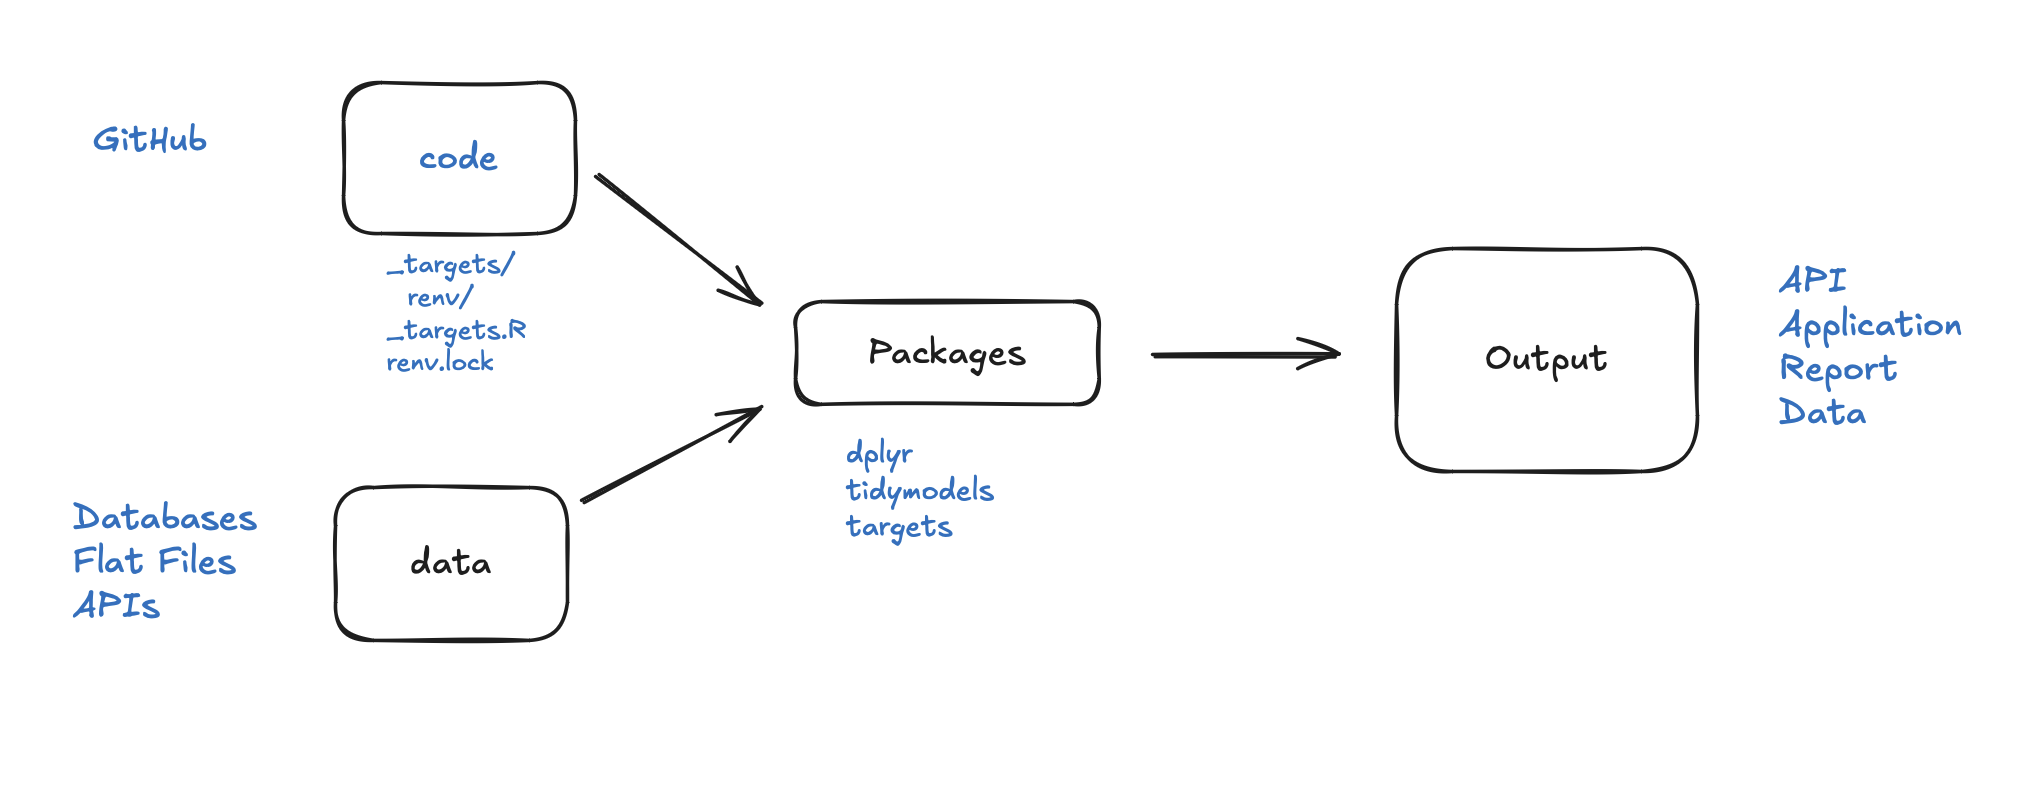 GitHub
code
_targets/
renv/
_targets.R
renv.lock
Databases
Flat Files
APIs
data
Packages
dplyr
tidymodels
targets
Output
API
Application
Report
Data